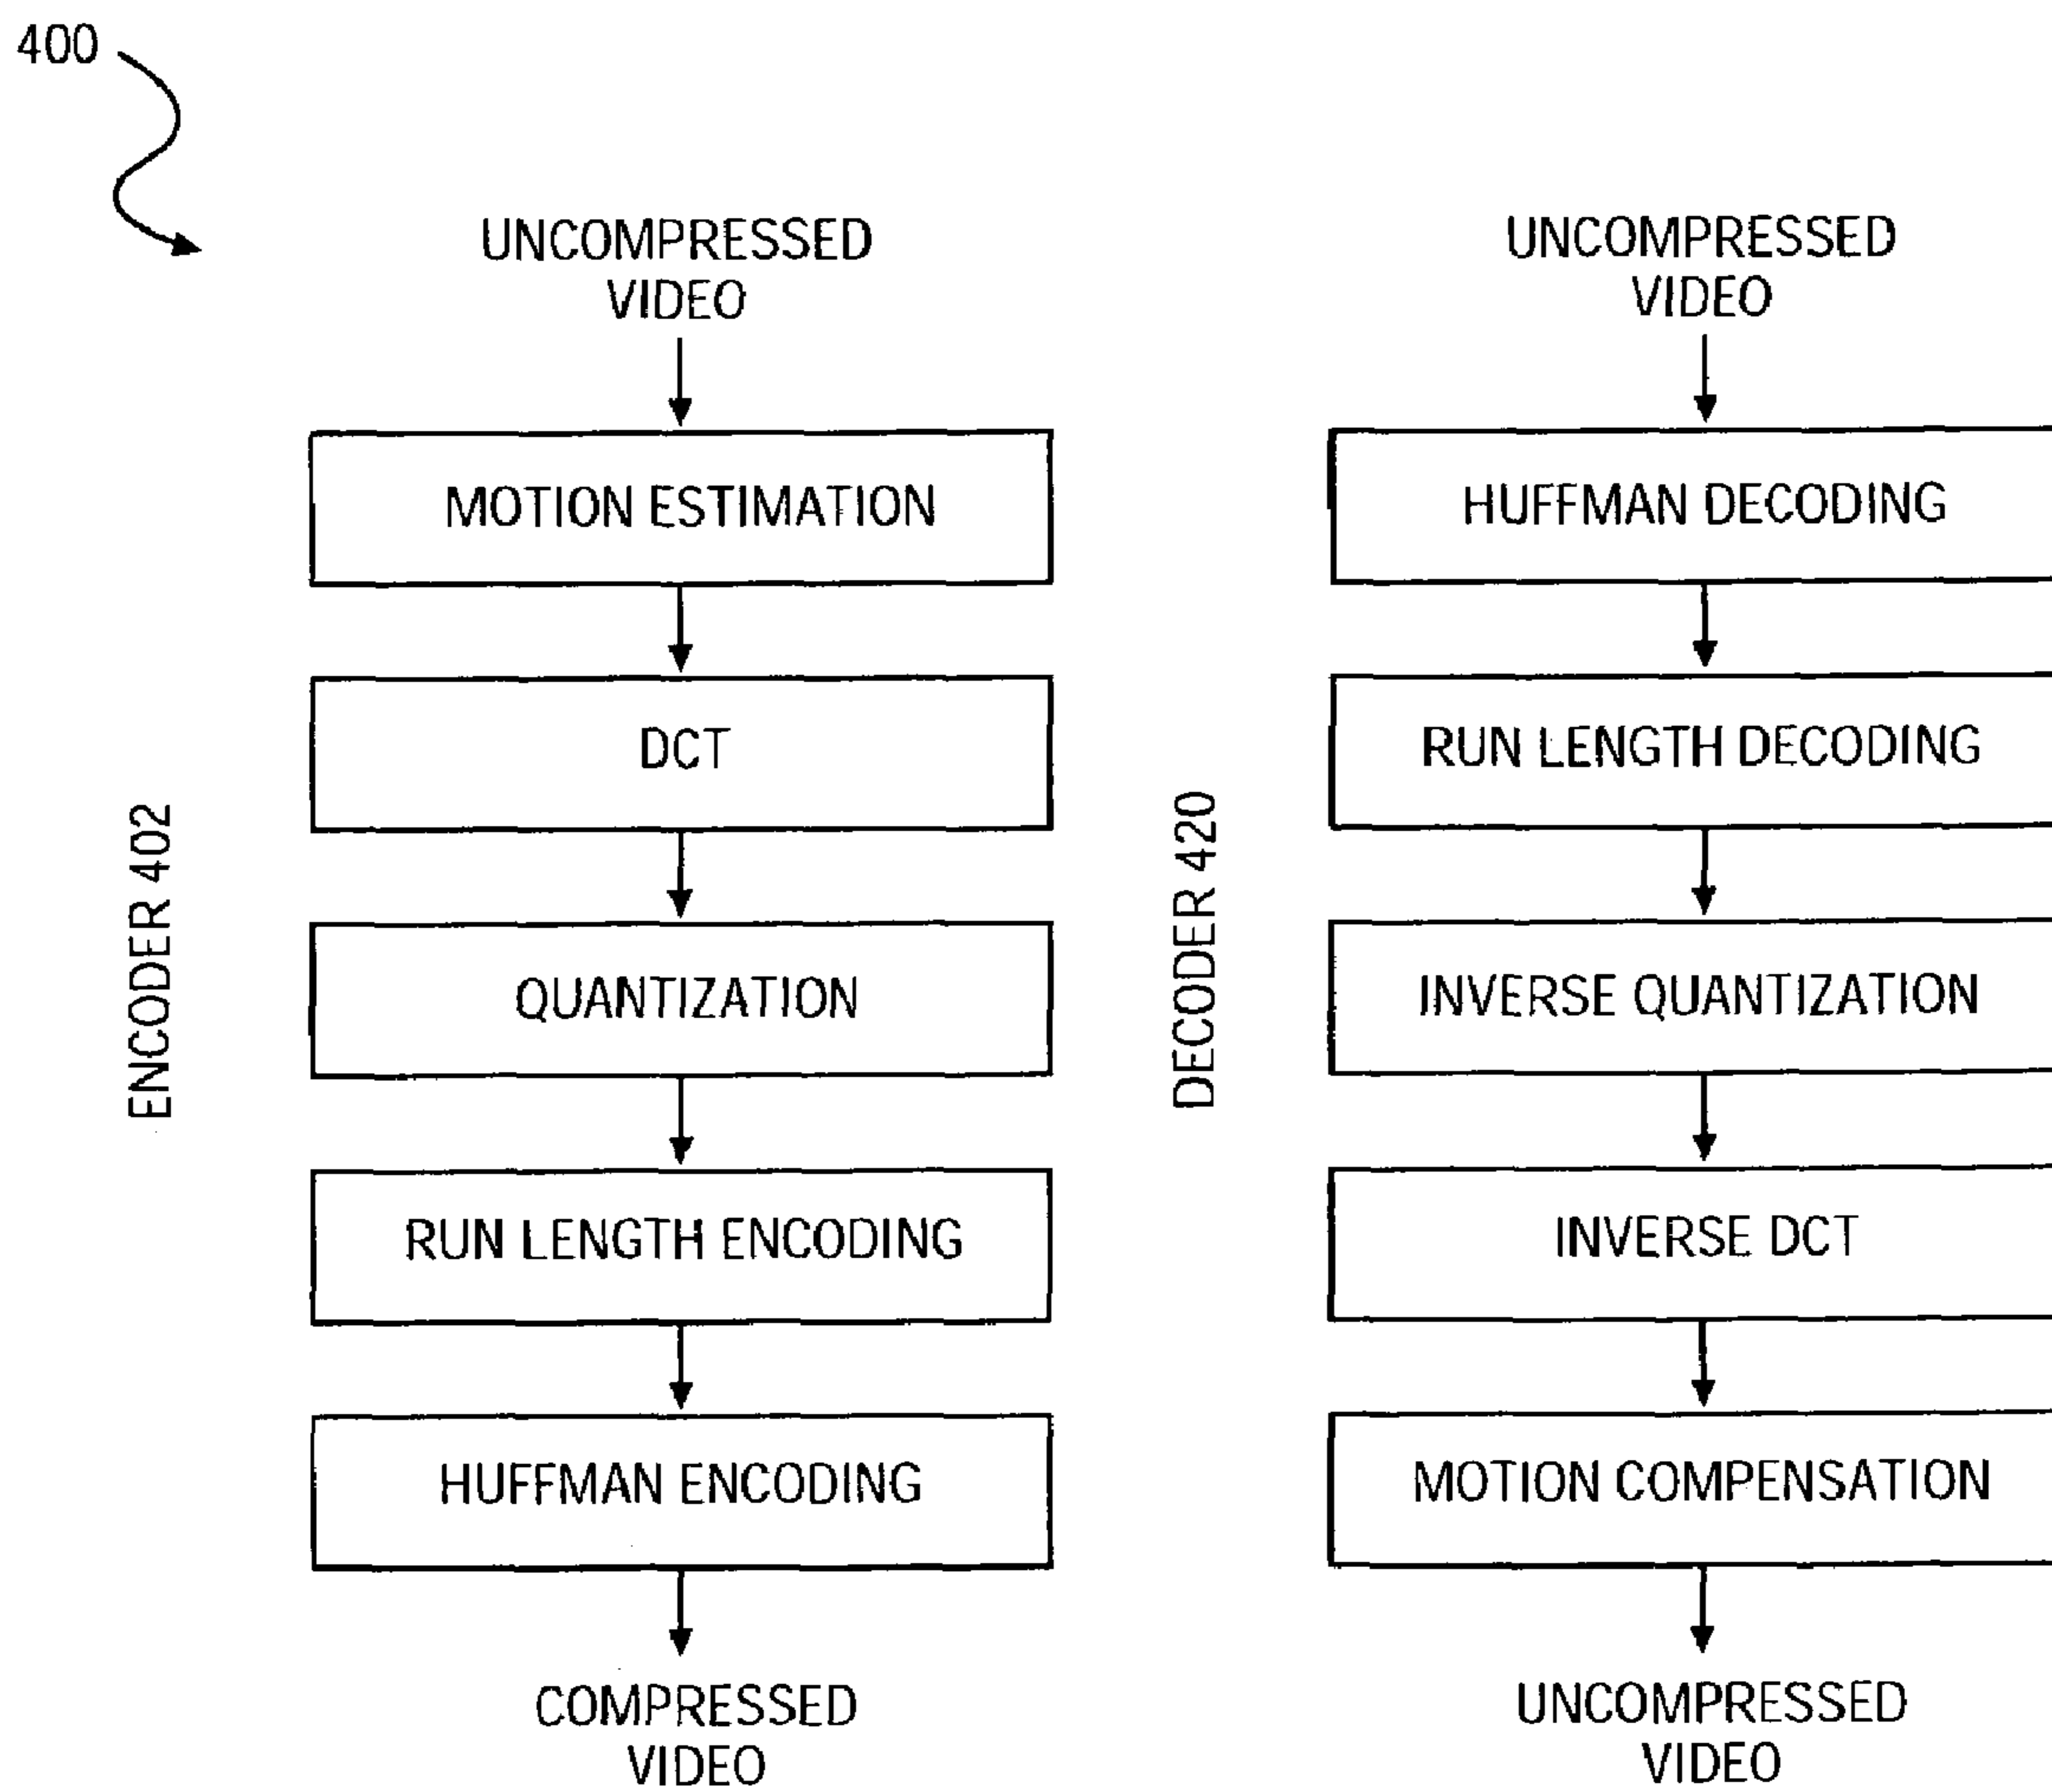 400
UNCOMPRESSED
VIDEO
MOTION ESTIMATION
DCT
QUANTIZATION
RUN LENGTH ENCODING
HUFFMAN ENCODING
COMPRESSED
VIDEO
ENCODER 402
UNCOMPRESSED
VIDEO
HUFFMAN DECODING
RUN LENGTH DECODING
INVERSE QUANTIZATION
INVERSE DCT
MOTION COMPENSATION
UNCOMPRESSED
VIDEO
DECODER 420